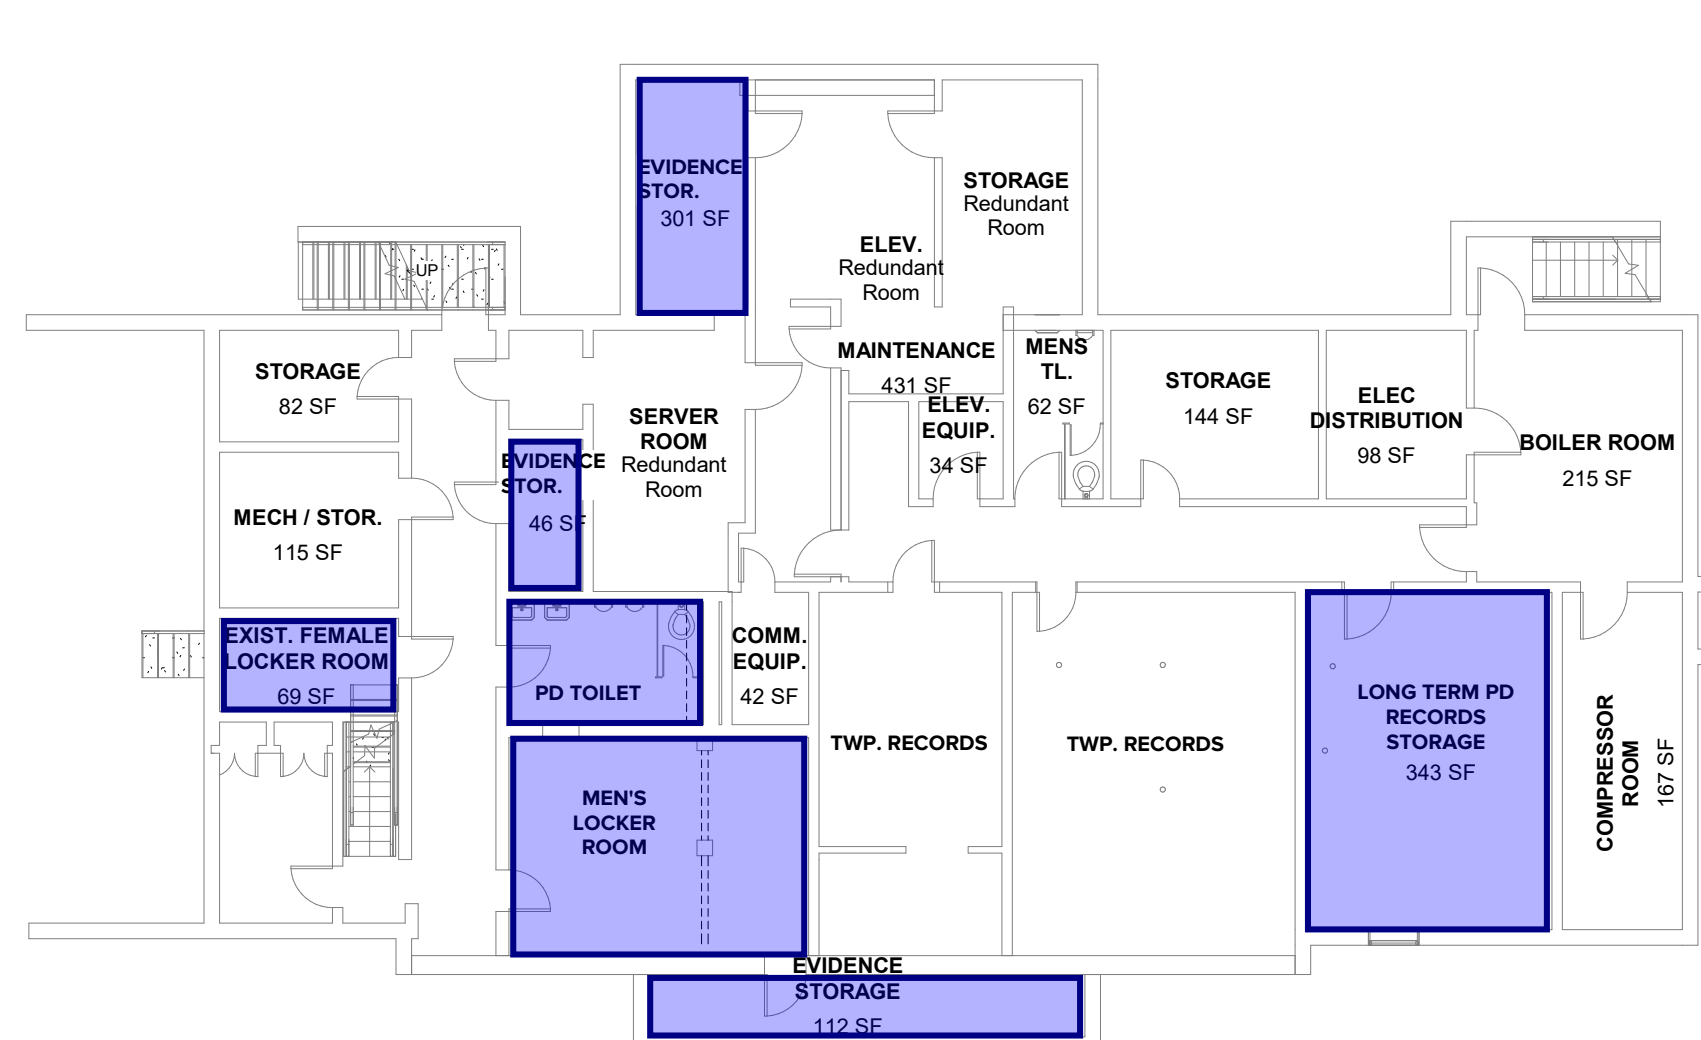 EVIDENCE
STOR.
301 SF
STORAGE
Redundant
Room
ELEV.
Redundant
Room
UP
STORAGE
82 SF
MAINTENANCE
431 SF
MENS
TL.
62 SF
STORAGE
144 SF
ELEC
DISTRIBUTION
98 SF
BOILER ROOM
215 SF
SERVER
ROOM
Redundant
Room
ELEV.
EQUIP.
34 SF
EVIDENCE
STOR.
46 SF
MECH / STOR.
115 SF
EXIST. FEMALE
LOCKER ROOM
69 SF
PD TOILET
COMM.
EQUIP.
42 SF
TWP. RECORDS
TWP. RECORDS
LONG TERM PD
RECORDS
STORAGE
343 SF
COMPRESSOR
ROOM
167 SF
MEN'S
LOCKER
ROOM
EVIDENCE
STORAGE
112 SF